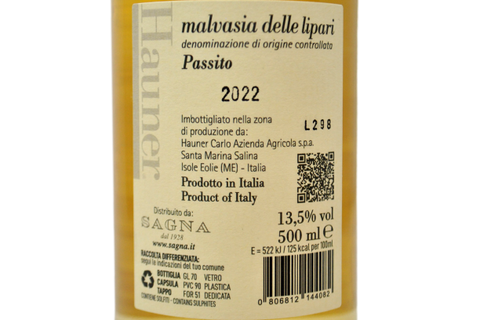 Hauner
malvasia delle lipari
denominazione di origine controllata
Passito
2022
L298
Imbottigliato nella zona
di produzione da:
Hauner Carlo Azienda Agricola s.p.a.
Santa Marina Salina
Isole Eolie (ME) - Italia
Prodotto in Italia
Product of Italy
13,5% vol
500 ml e
E = 522 kJ / 125 kcal per 100ml
Distribuito da:
SAGNA
dal 1928
www.sagna.it
RACCOLTA DIFFERENZIATA:
segui le indicazioni del tuo comune
BOTTIGLIA GL 70 VETRO
CAPSULA PVC 90 PLASTICA
TAPPO FOR 51 DEDICATA
CONTIENE SOLFITI - CONTAINS SULPHITES
0 806812 144082